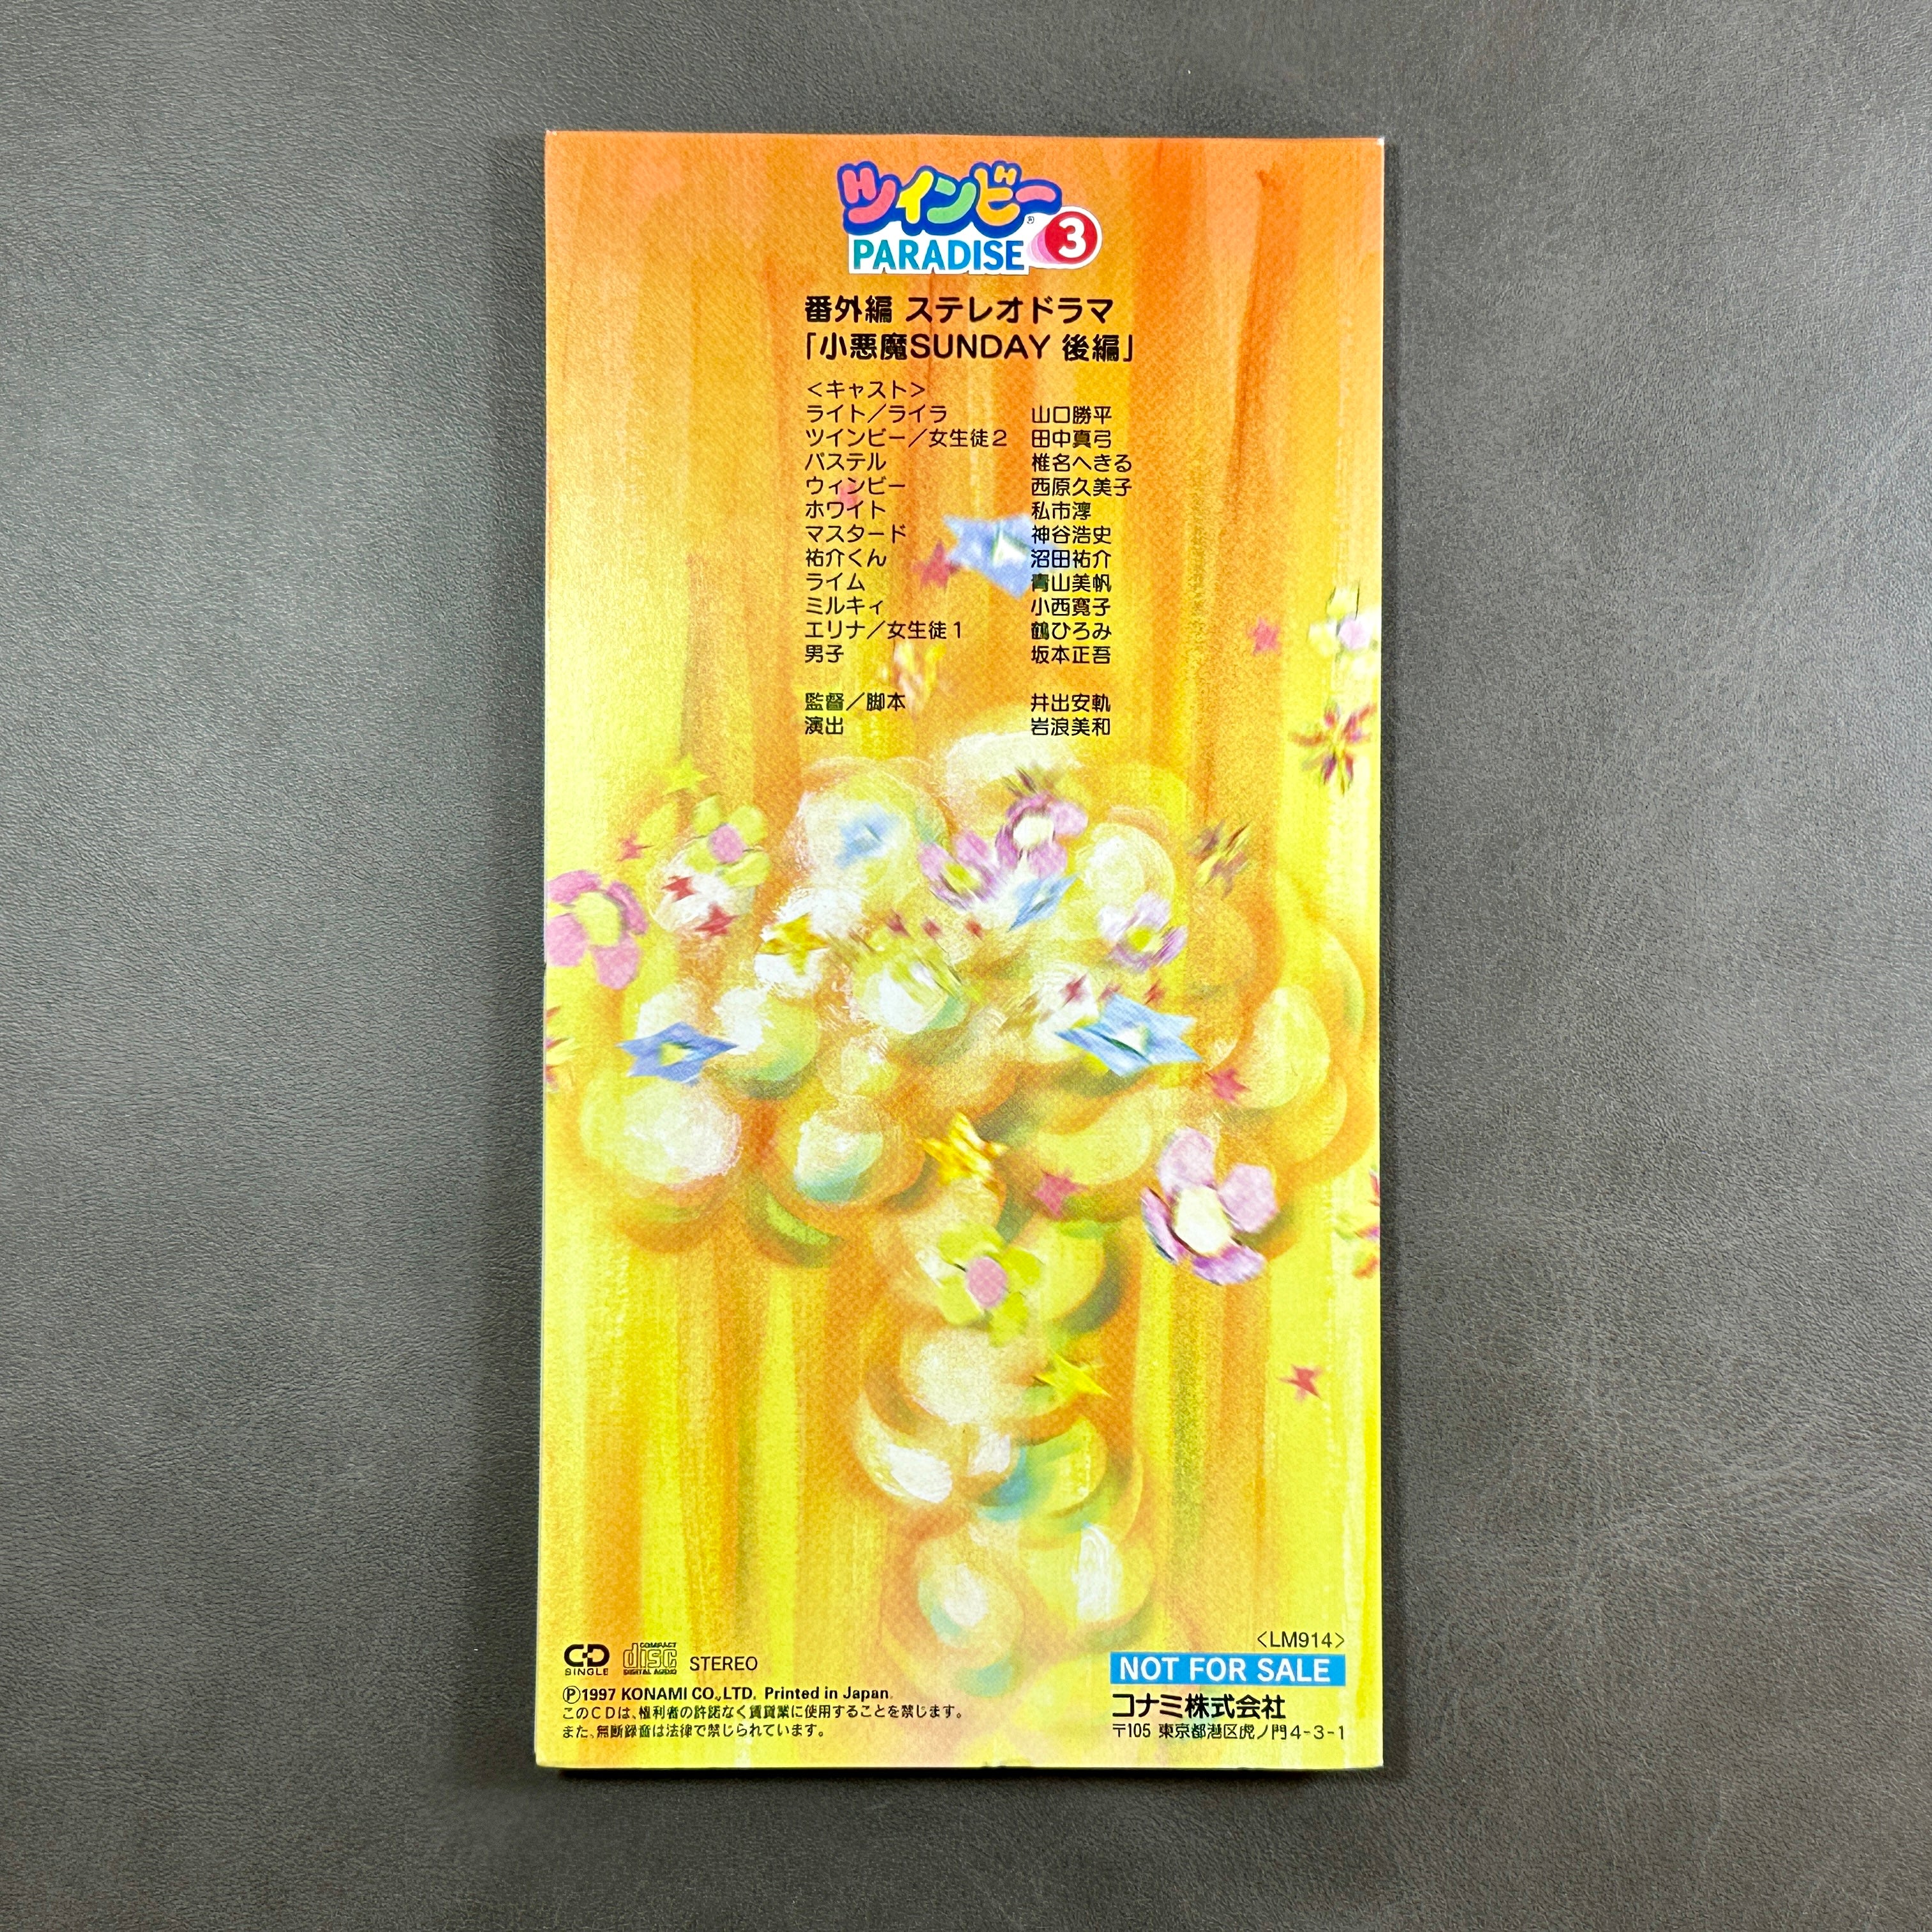 ツインビー
PARADISE 3
番外編 ステレオドラマ
「小悪魔SUNDAY 後編」
＜キャスト＞
ライト／ライラ 山口勝平
ツインビー／女生徒2 田中真弓
パステル 椎名へきる
ウィンビー 西原久美子
ホワイト 私市淳
マスタード 神谷浩史
祐介くん 沼田祐介
ライム 青山美帆
ミルキィ 小西寛子
エリナ／女生徒1 鶴ひろみ
男子 坂本正吾
監督／脚本 井出安軌
演出 岩浪美和
<LM914>
CD SINGLE COMPACT disc DIGITAL AUDIO STEREO
NOT FOR SALE
Ⓟ1997 KONAMI CO.,LTD. Printed in Japan.
このCDは、権利者の許諾なく賃貸業に使用することを禁じます。
また、無断録音は法律で禁じられています。
コナミ株式会社
〒105 東京都港区虎ノ門4-3-1